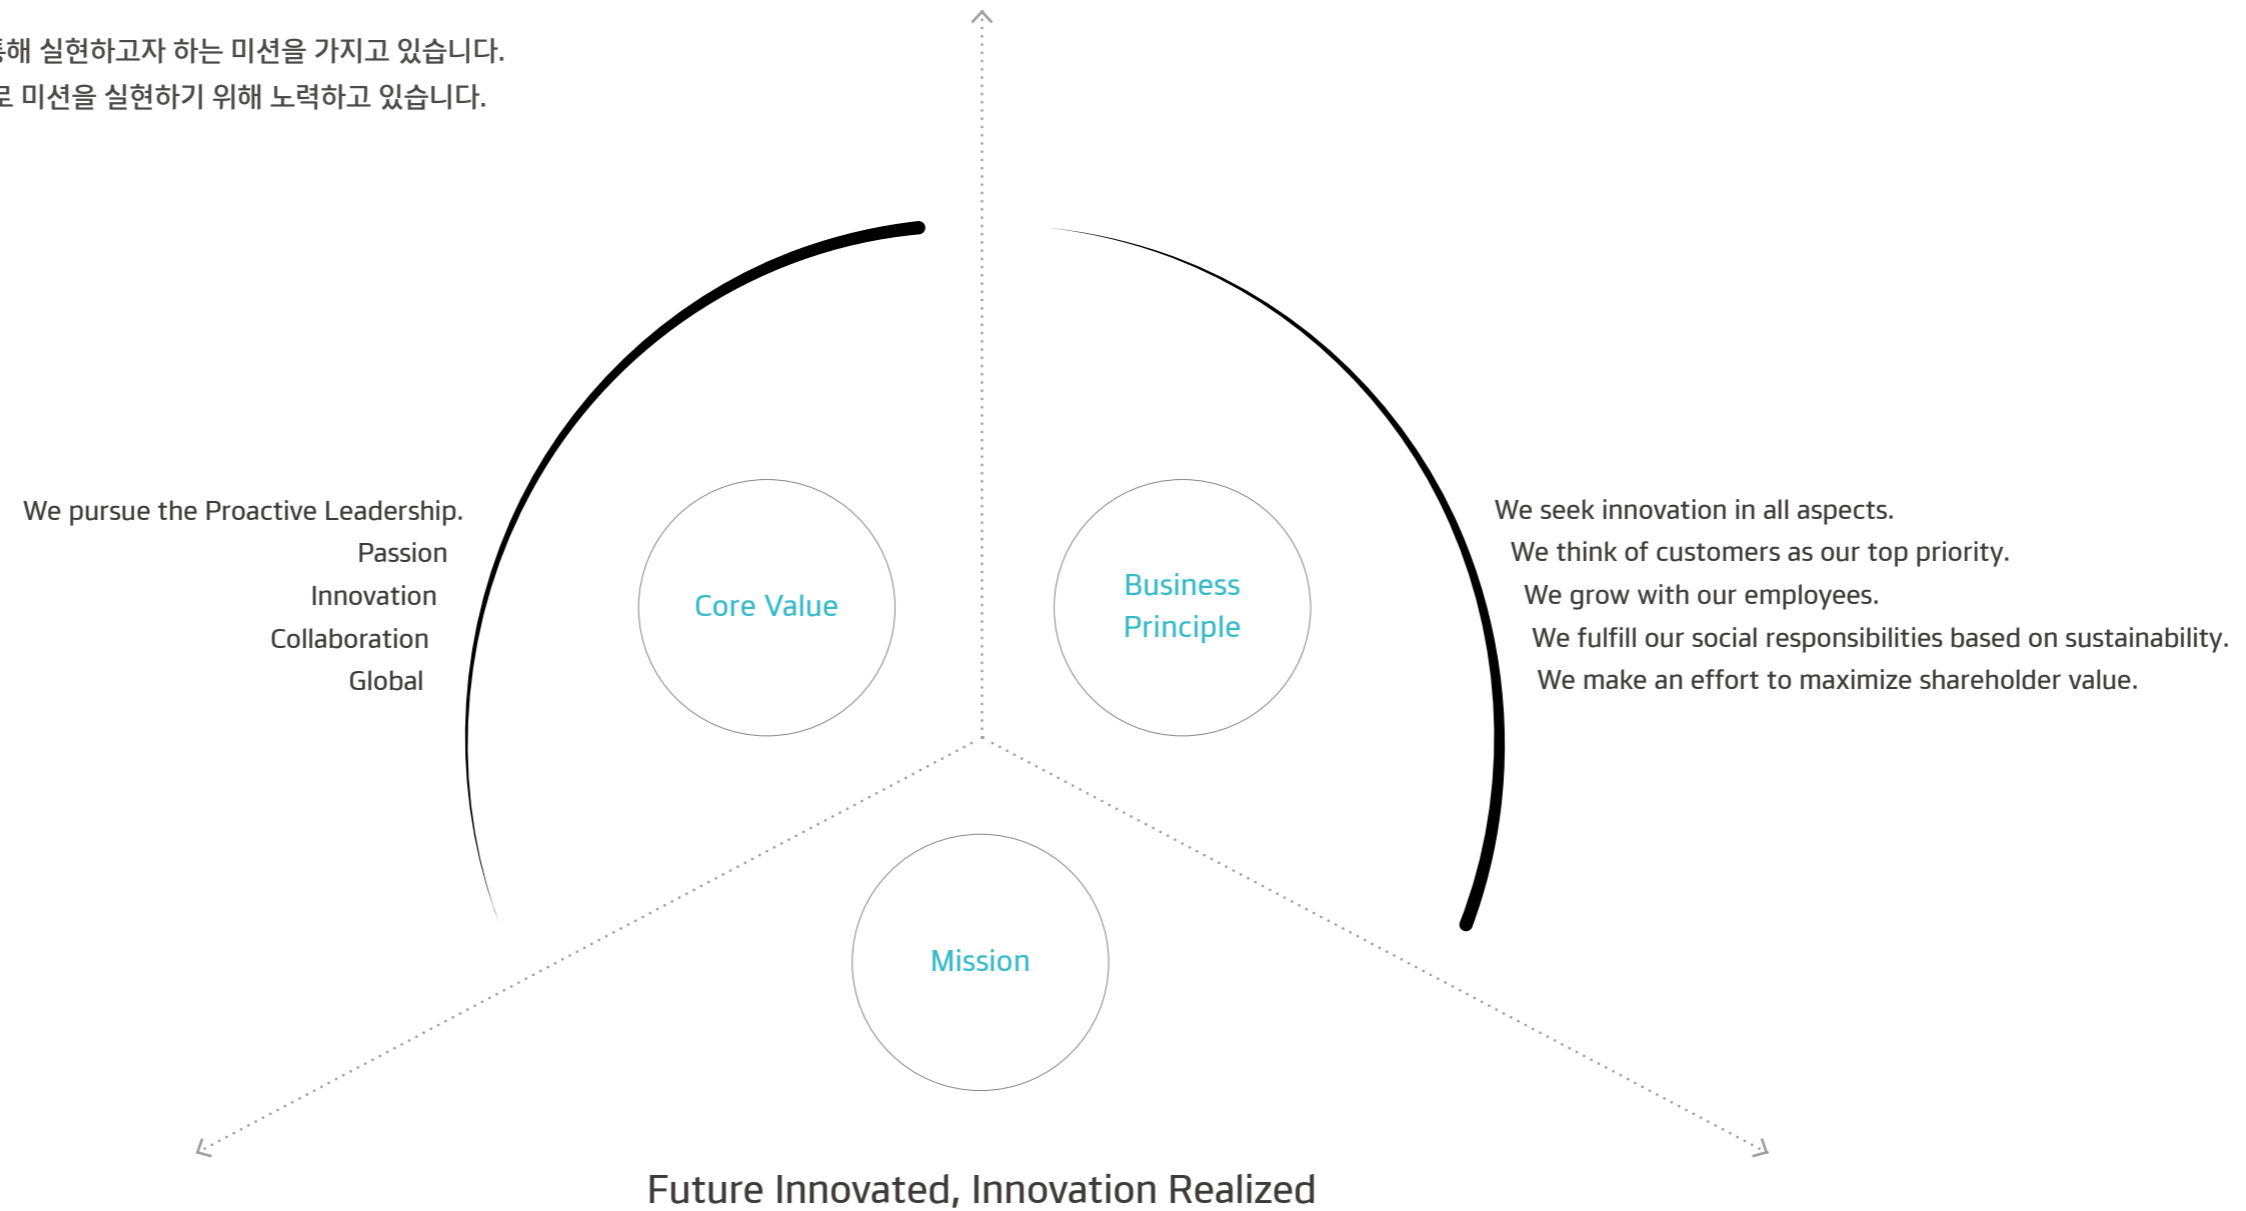 실현하고자 하는 미션을 가지고 있습니다.
미션을 실현하기 위해 노력하고 있습니다.
We pursue the Proactive Leadership.
Passion
Innovation
Collaboration
Global
Core Value
Business
Principle
We seek innovation in all aspects.
We think of customers as our top priority.
We grow with our employees.
We fulfill our social responsibilities based on sustainability.
We make an effort to maximize shareholder value.
Mission
Future Innovated, Innovation Realized